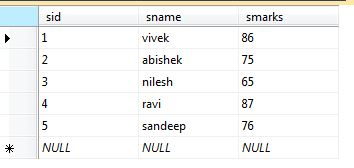 sid sname smarks
1 vivek 86
2 abishek 75
3 nilesh 65
4 ravi 87
5 sandeep 76
NULL NULL NULL